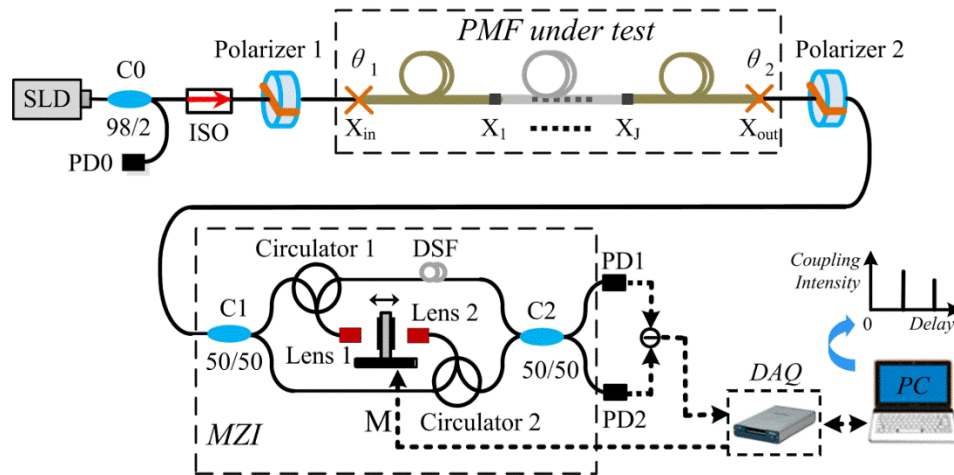 PMF under test
Polarizer 1
Polarizer 2
C0
θ1
θ2
SLD
98/2
ISO
Xin
X1
XJ
Xout
PD0
Circulator 1
DSF
PD1
Coupling
Intensity
C1
Lens 2
C2
0
Delay
Lens 1
50/50
50/50
DAQ
PC
M
Circulator 2
PD2
MZI